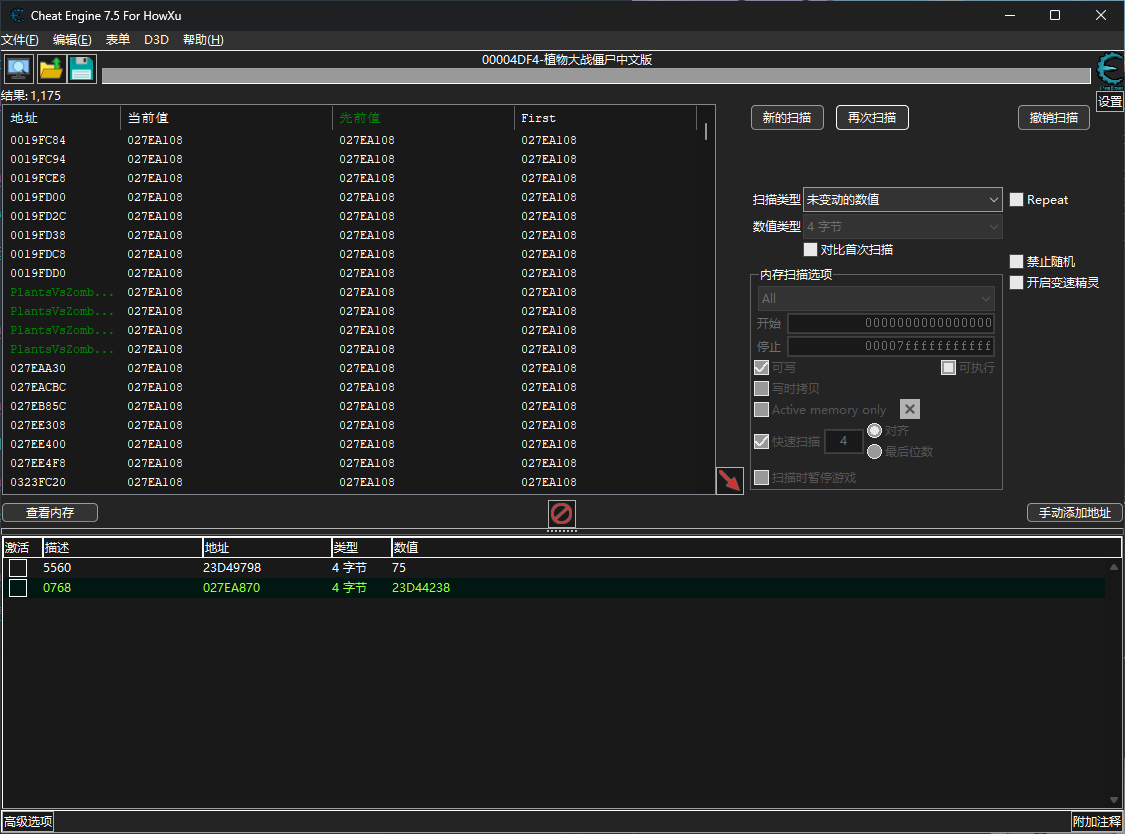 Cheat Engine 7.5 For HowXu
文件(F) 编辑(E) 表单 D3D 帮助(H)
00004DF4-植物大战僵尸中文版
结果: 1,175
设置
地址 当前值 先前值 First
0019FC84 027EA108 027EA108 027EA108
0019FC94 027EA108 027EA108 027EA108
0019FCE8 027EA108 027EA108 027EA108
0019FD00 027EA108 027EA108 027EA108
0019FD2C 027EA108 027EA108 027EA108
0019FD38 027EA108 027EA108 027EA108
0019FDC8 027EA108 027EA108 027EA108
0019FDD0 027EA108 027EA108 027EA108
PlantsVsZomb... 027EA108 027EA108 027EA108
PlantsVsZomb... 027EA108 027EA108 027EA108
PlantsVsZomb... 027EA108 027EA108 027EA108
PlantsVsZomb... 027EA108 027EA108 027EA108
027EAA30 027EA108 027EA108 027EA108
027EACBC 027EA108 027EA108 027EA108
027EB85C 027EA108 027EA108 027EA108
027EE308 027EA108 027EA108 027EA108
027EE400 027EA108 027EA108 027EA108
027EE4F8 027EA108 027EA108 027EA108
0323FC20 027EA108 027EA108 027EA108
新的扫描 再次扫描 撤销扫描
扫描类型 未变动的数值 Repeat
数值类型 4 字节
对比首次扫描
禁止随机
开启变速精灵
内存扫描选项
All
开始 0000000000000000
停止 00007fffffffffff
可写 可执行
写时拷贝
Active memory only
快速扫描 4 对齐
最后位数
扫描时暂停游戏
查看内存 手动添加地址
激活 描述 地址 类型 数值
5560 23D49798 4 字节 75
0768 027EA870 4 字节 23D44238
高级选项 附加注释